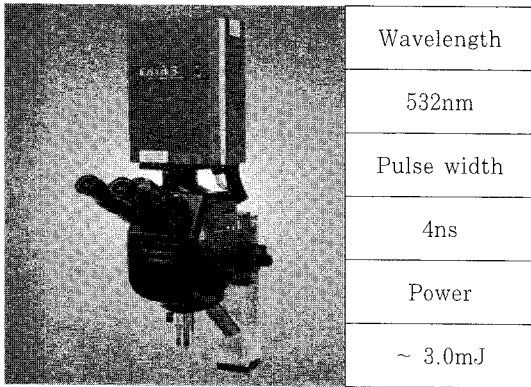 Wavelength
532nm
Pulse width
4ns
Power
~ 3.0mJ